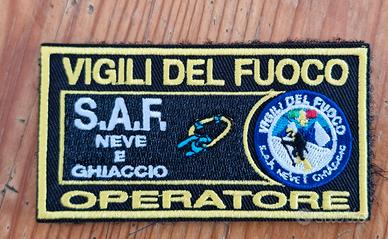 VIGILI DEL FUOCO
S.A.F.
NEVE
E
GHIACCIO
VIGILI DEL FUOCO
S.A.F. NEVE E GHIACCIO
OPERATORE